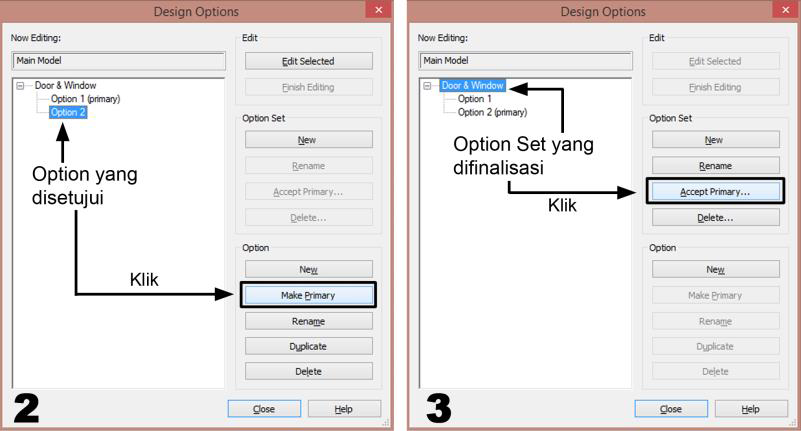 Design Options
Now Editing:
Main Model
Door & Window
Option 1 (primary)
Option 2
Option yang
disetujui
Klik
Edit
Edit Selected
Finish Editing
Option Set
New
Rename
Accept Primary...
Delete...
Option
New
Make Primary
Rename
Duplicate
Delete
Close
Help
2
Design Options
Now Editing:
Main Model
Door & Window
Option 1
Option 2 (primary)
Option Set yang
difinalisasi
Klik
Edit
Edit Selected
Finish Editing
Option Set
New
Rename
Accept Primary...
Delete...
Option
New
Make Primary
Rename
Duplicate
Delete
Close
Help
3